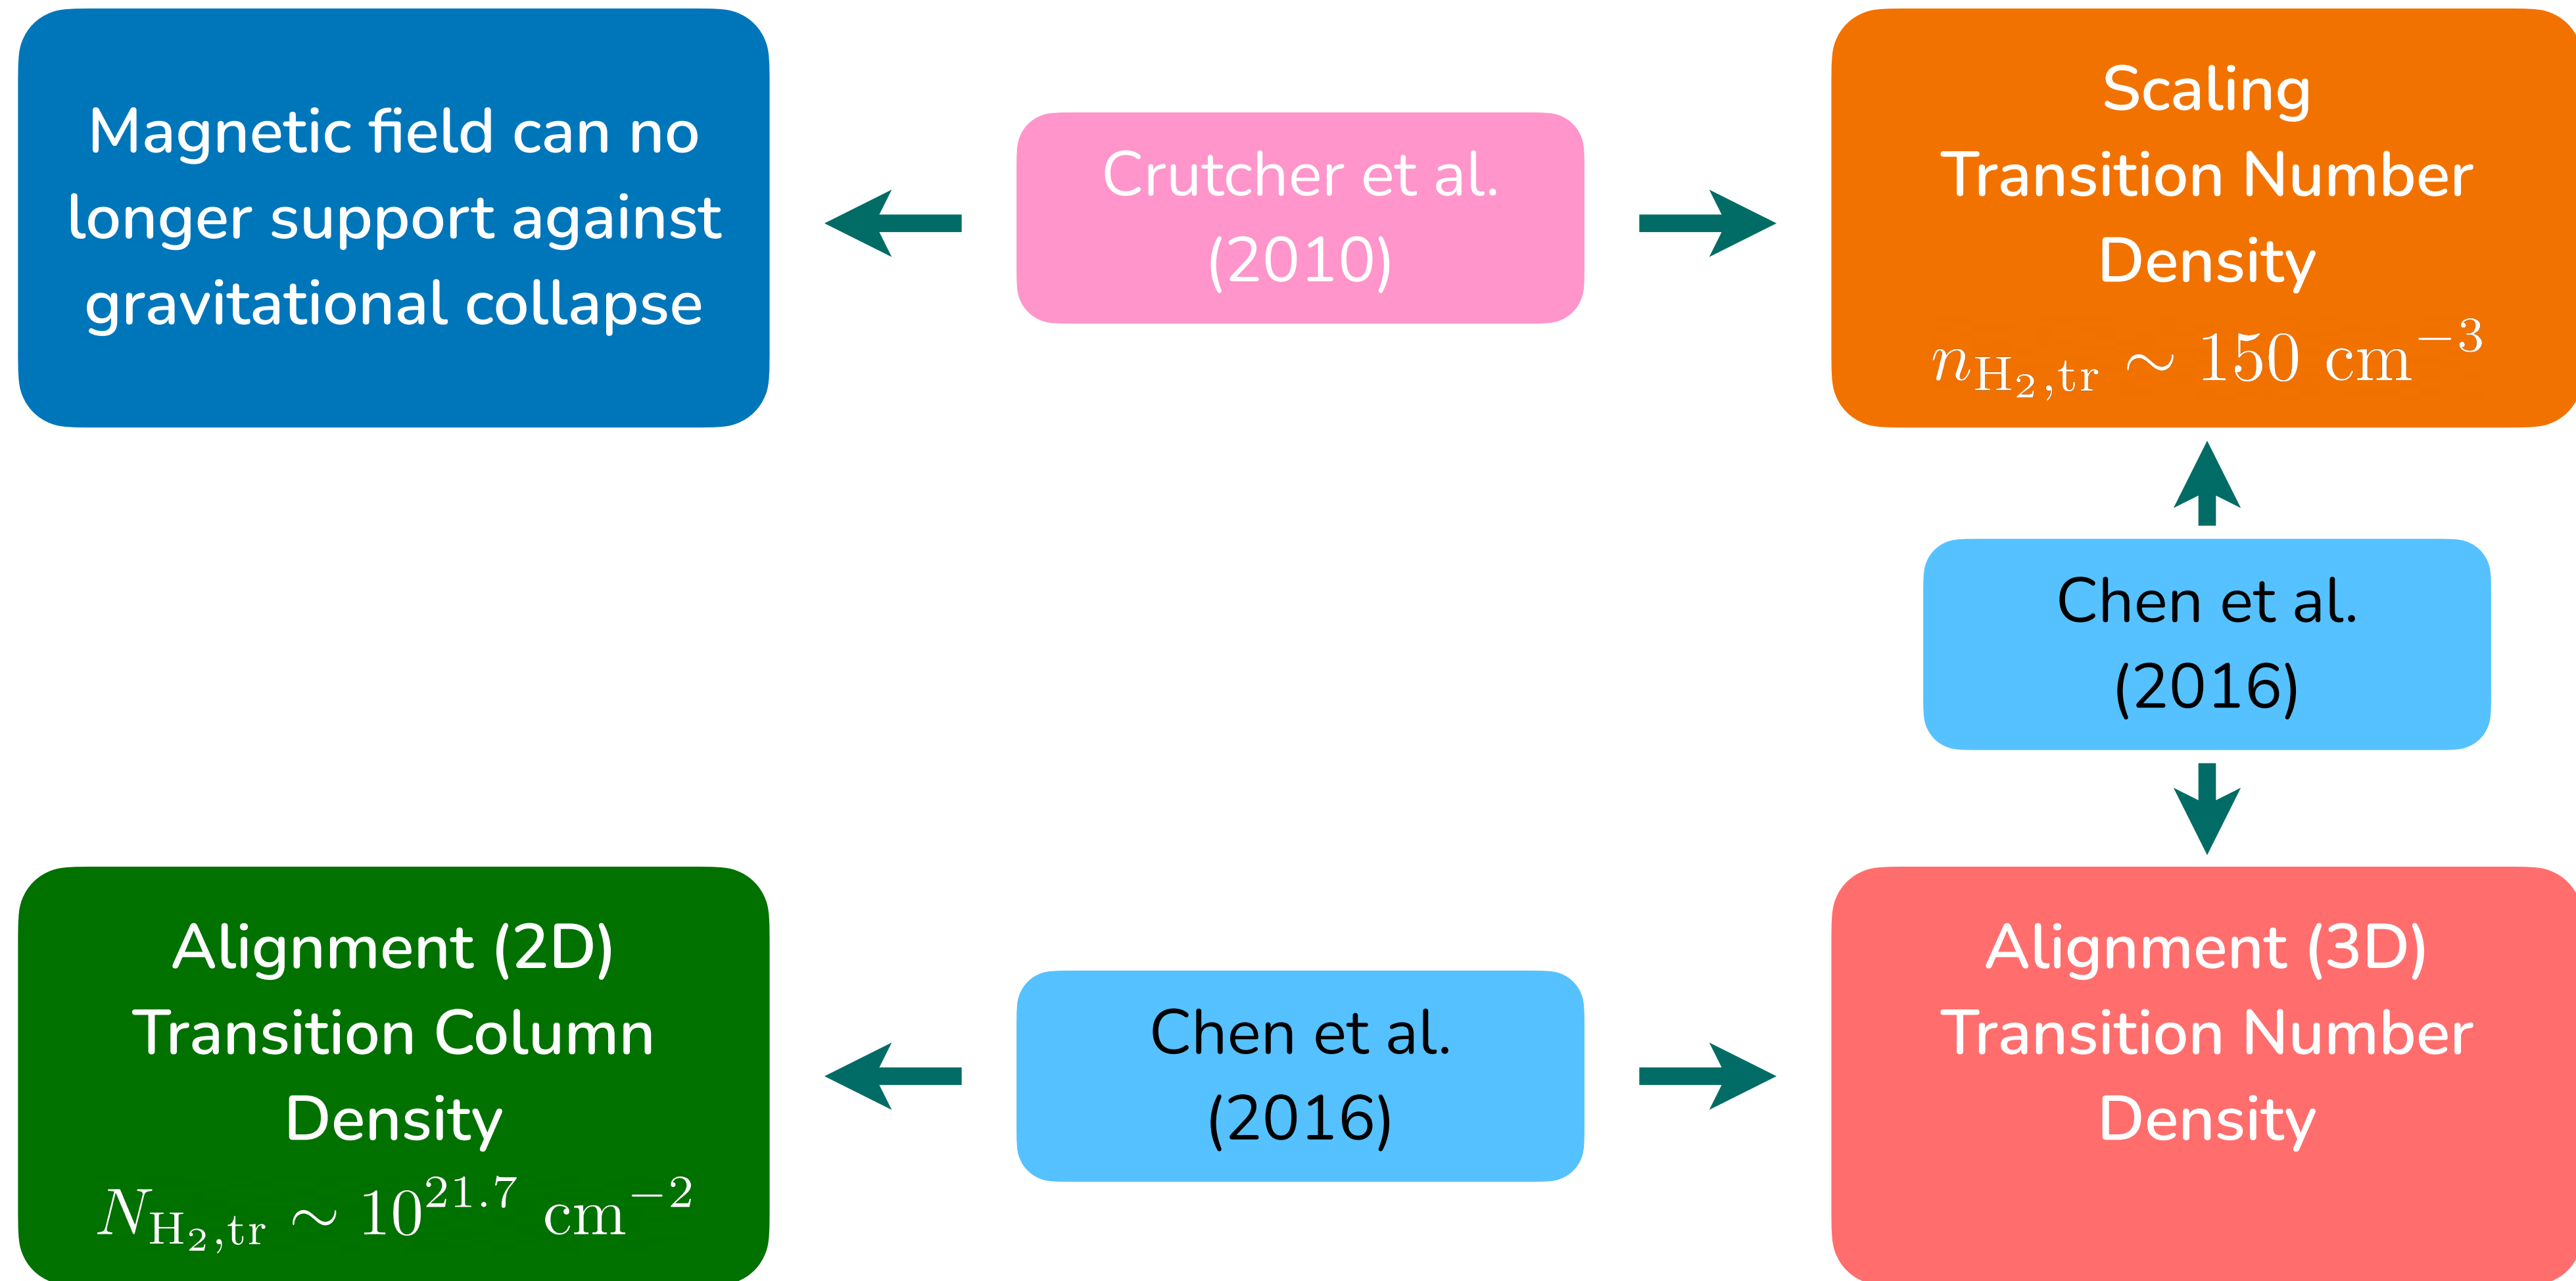 Magnetic field can no
longer support against
gravitational collapse
Crutcher et al.
(2010)
Scaling
Transition Number
Density
n_{H_2,tr} ∼ 150 cm^{−3}
Chen et al.
(2016)
Alignment (2D)
Transition Column
Density
N_{H_2,tr} ∼ 10^{21.7} cm^{−2}
Chen et al.
(2016)
Alignment (3D)
Transition Number
Density